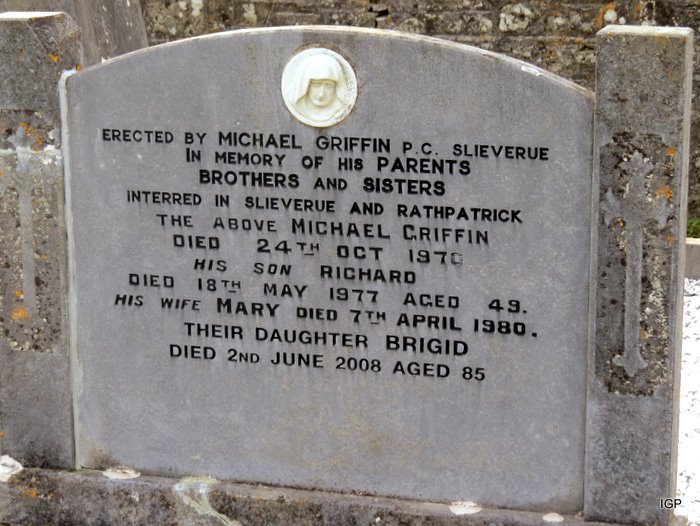 ERECTED BY MICHAEL GRIFFIN P.C. SLIEVERUE
IN MEMORY OF HIS PARENTS
BROTHERS AND SISTERS
INTERRED IN SLIEVERUE AND RATHPATRICK
THE ABOVE MICHAEL GRIFFIN
DIED 24TH OCT
HIS SON RICHARD
DIED 18TH MAY 1977 AGED 49.
HIS WIFE MARY DIED 7TH APRIL 1980.
THEIR DAUGHTER BRIGID
DIED 2ND JUNE 2008 AGED 85
IGP